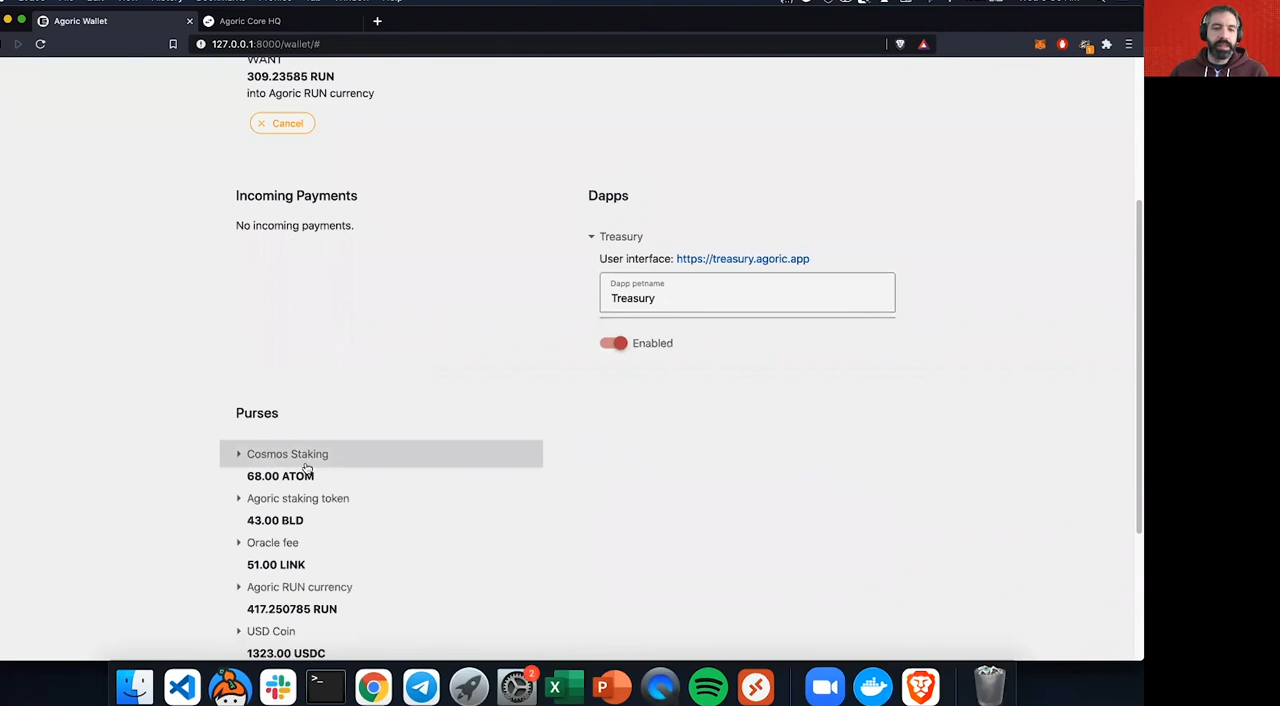 Agoric Wallet
Agoric Core HQ
127.0.0.1:8000/wallet/#
WANT
309.23585 RUN
into Agoric RUN currency
Cancel
Incoming Payments
No incoming payments.
Dapps
Treasury
User interface: https://treasury.agoric.app
Dapp petname
Treasury
Enabled
Purses
Cosmos Staking
68.00 ATOM
Agoric staking token
43.00 BLD
Oracle fee
51.00 LINK
Agoric RUN currency
417.250785 RUN
USD Coin
1323.00 USDC
2